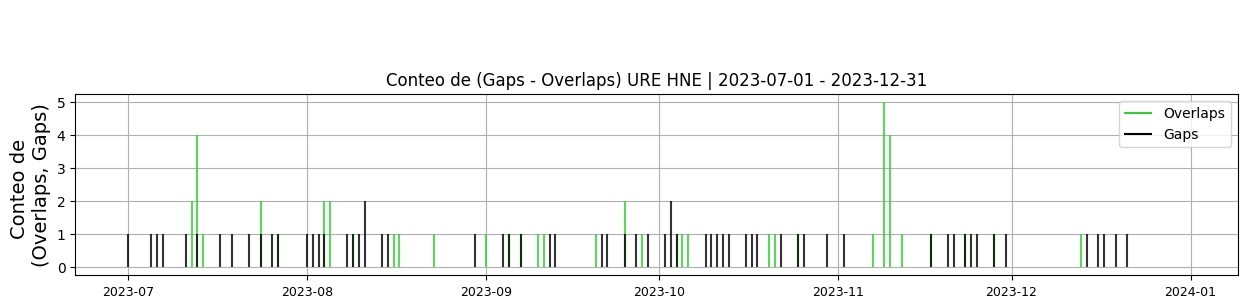 Conteo de (Gaps - Overlaps) URE HNE | 2023-07-01 - 2023-12-31
Conteo de
(Overlaps, Gaps)
5
4
3
2
1
0
Overlaps
Gaps
2023-07
2023-08
2023-09
2023-10
2023-11
2023-12
2024-01